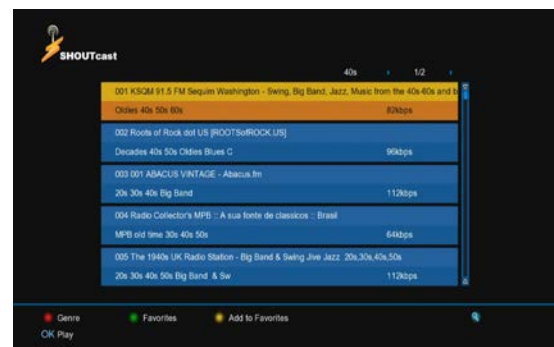 SHOUTcast
40s 1/2
001 KSQM 91.5 FM Sequim Washington - Swing, Big Band, Jazz, Music from the 40s-60s and b
Oldies 40s 50s 60s 82kbps
002 Roots of Rock dot US [ROOTSofROCK.US]
Decades 40s 50s Oldies Blues C 96kbps
003 001 ABACUS VINTAGE - Abacus.fm
20s 30s 40s Big Band 112kbps
004 Radio Collector's MPB :: A sua fonte de classicos :: Brasil
MPB old time 30s 40s 50s 64kbps
005 The 1940s UK Radio Station - Big Band & Swing Jive Jazz 20s,30s,40s,50s
20s 30s 40s 50s Big Band & Sw 112kbps
Genre Favorites Add to Favorites
OK Play